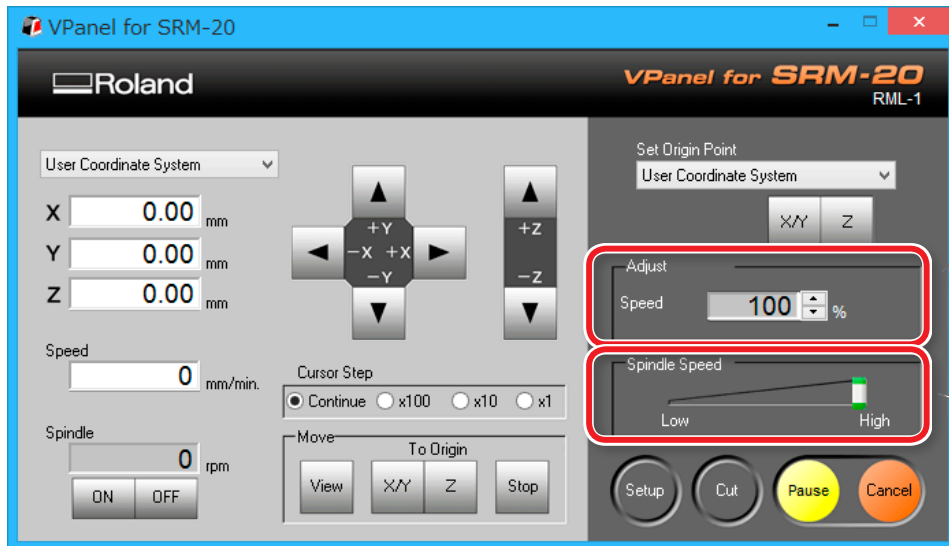 VPanel for SRM-20
Roland
VPanel for SRM-20
RML-1
User Coordinate System
X 0.00 mm
Y 0.00 mm
Z 0.00 mm
Speed
0 mm/min.
Spindle
0 rpm
ON OFF
+Y
-X +X
-Y
+Z
-Z
Cursor Step
Continue x100 x10 x1
Move
To Origin
View X/Y Z Stop
Set Origin Point
User Coordinate System
X/Y Z
Adjust
Speed 100 %
Spindle Speed
Low High
Setup Cut Pause Cancel